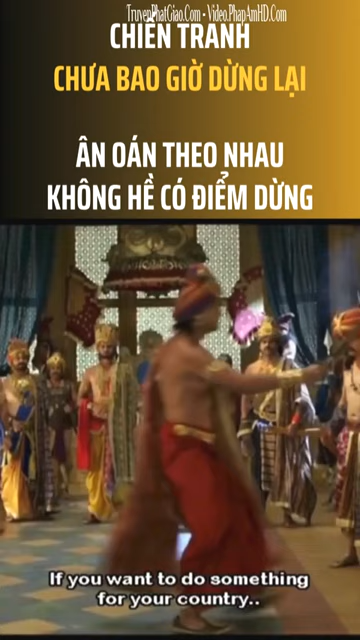 TruyenPhatGiao.Com - Video.PhapAmHD.Com
CHIẾN TRANH
CHƯA BAO GIỜ DỪNG LẠI
ÂN OÁN THEO NHAU
KHÔNG HỀ CÓ ĐIỂM DỪNG
If you want to do something
for your country..